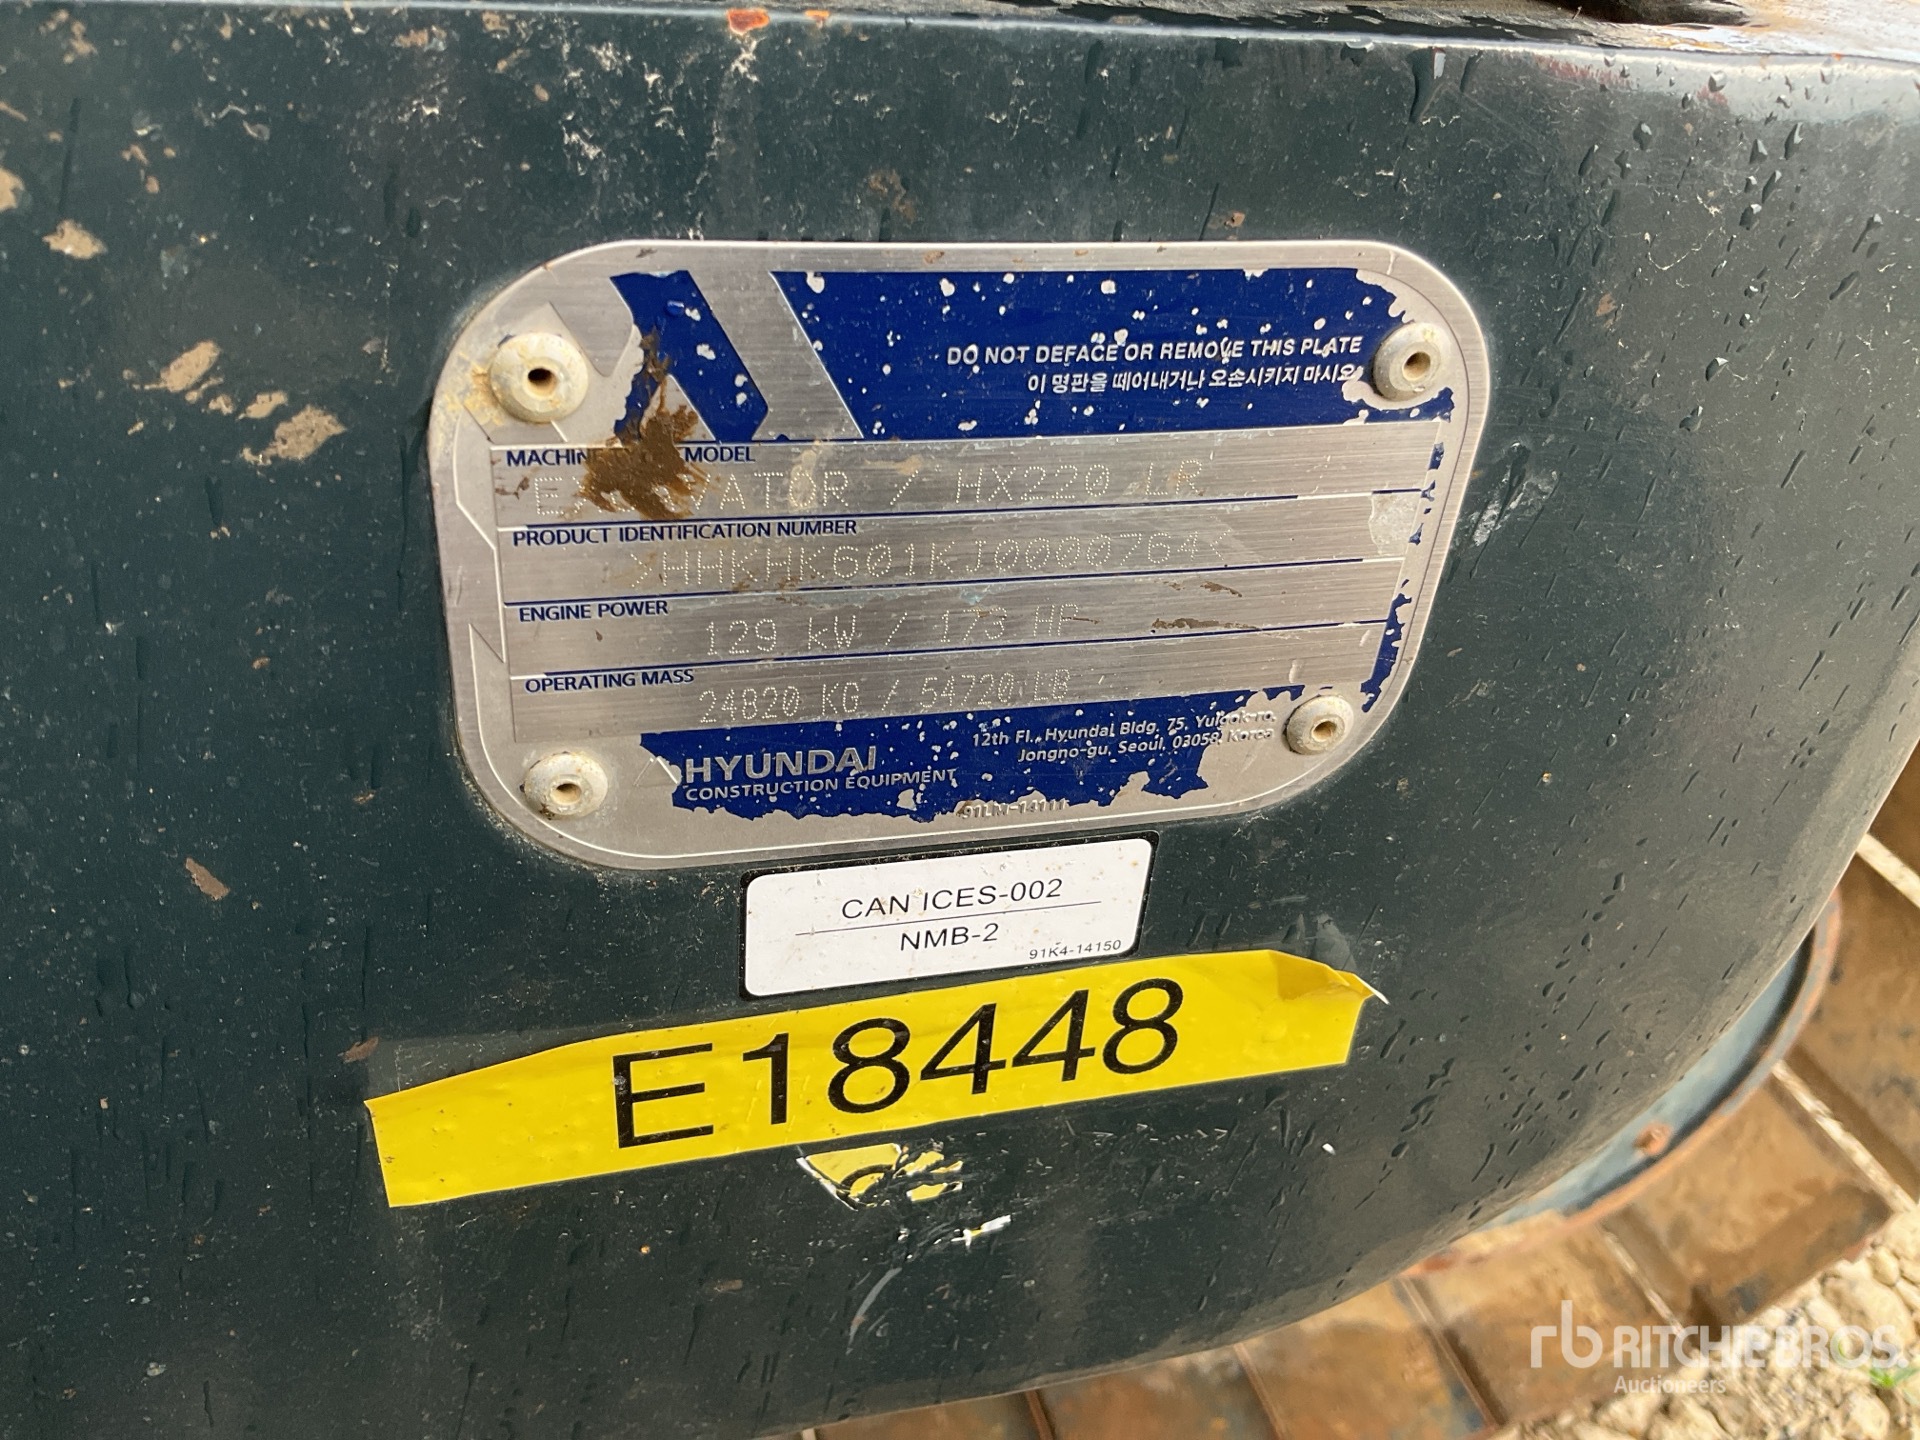 DO NOT DEFACE OR REMOVE THIS PLATE
이 명판을 떼어내거나 오손시키지 마시오
MODEL
/ HX220 LR
PRODUCT IDENTIFICATION NUMBER
>HHKHK601KJ0000764<
ENGINE POWER
129 kW / 173 HP
OPERATING MASS
24820 KG / 54720 LB
HYUNDAI
CONSTRUCTION EQUIPMENT
12th Fl., Hyundai Bldg. 75,
Jongno-gu, Seoul, 03058, Korea
CAN ICES-002
NMB-2
91K4-14150
E18448
rb RITCHIE BROS.
Auctioneers